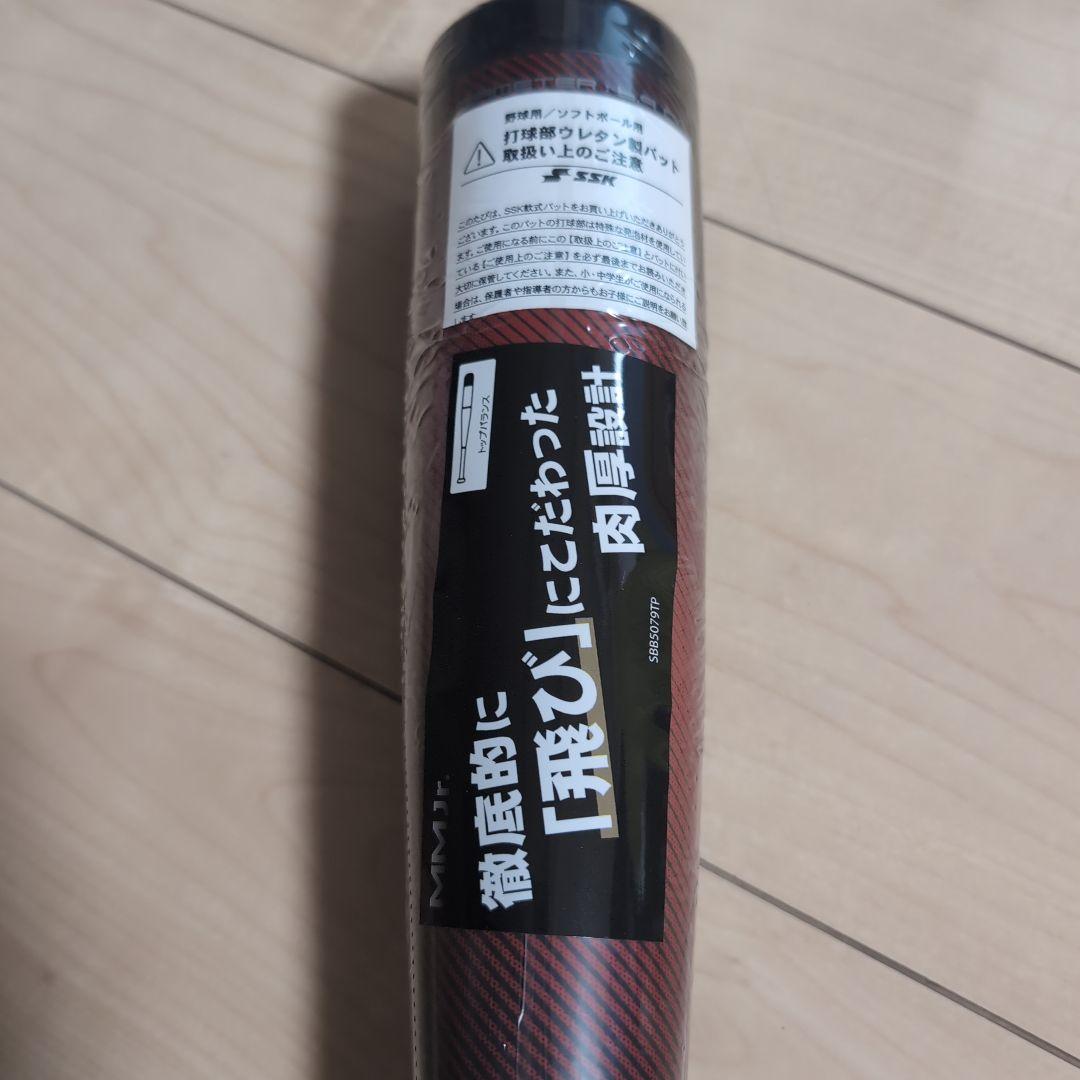 野球用／ソフトボール用
打球部ウレタン製バット
取扱い上のご注意
SSK
このたびは、SSK軟式バットをお買い上げいただきありがとう
ございます。このバットの打球部は特殊な発泡材を使用してい
ます。ご使用になる前にこの【取扱上のご注意】とバットに付い
ている【ご使用上のご注意】を必ず最後までお読みいただき
大切に保管してください。また、小・中学生がご使用になられる
場合は、保護者や指導者の方からもお子様にご説明をお願い致
します。
トップバランス
徹底的に
「飛び」にこだわった
肉厚設計
SBB5079TP
MMJr.